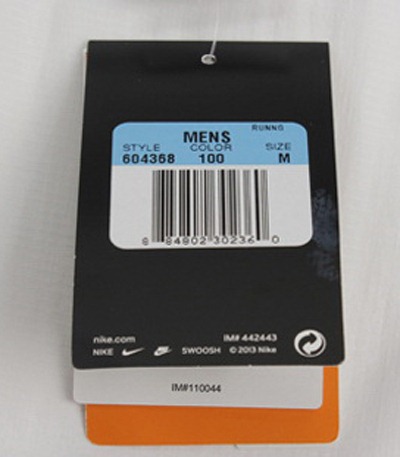 RUNNG
MENS
STYLE COLOR SIZE
604368 100 M
8 84802 30236 0
nike.com IM# 442443
NIKE SWOOSH © 2013 Nike
IM#110044